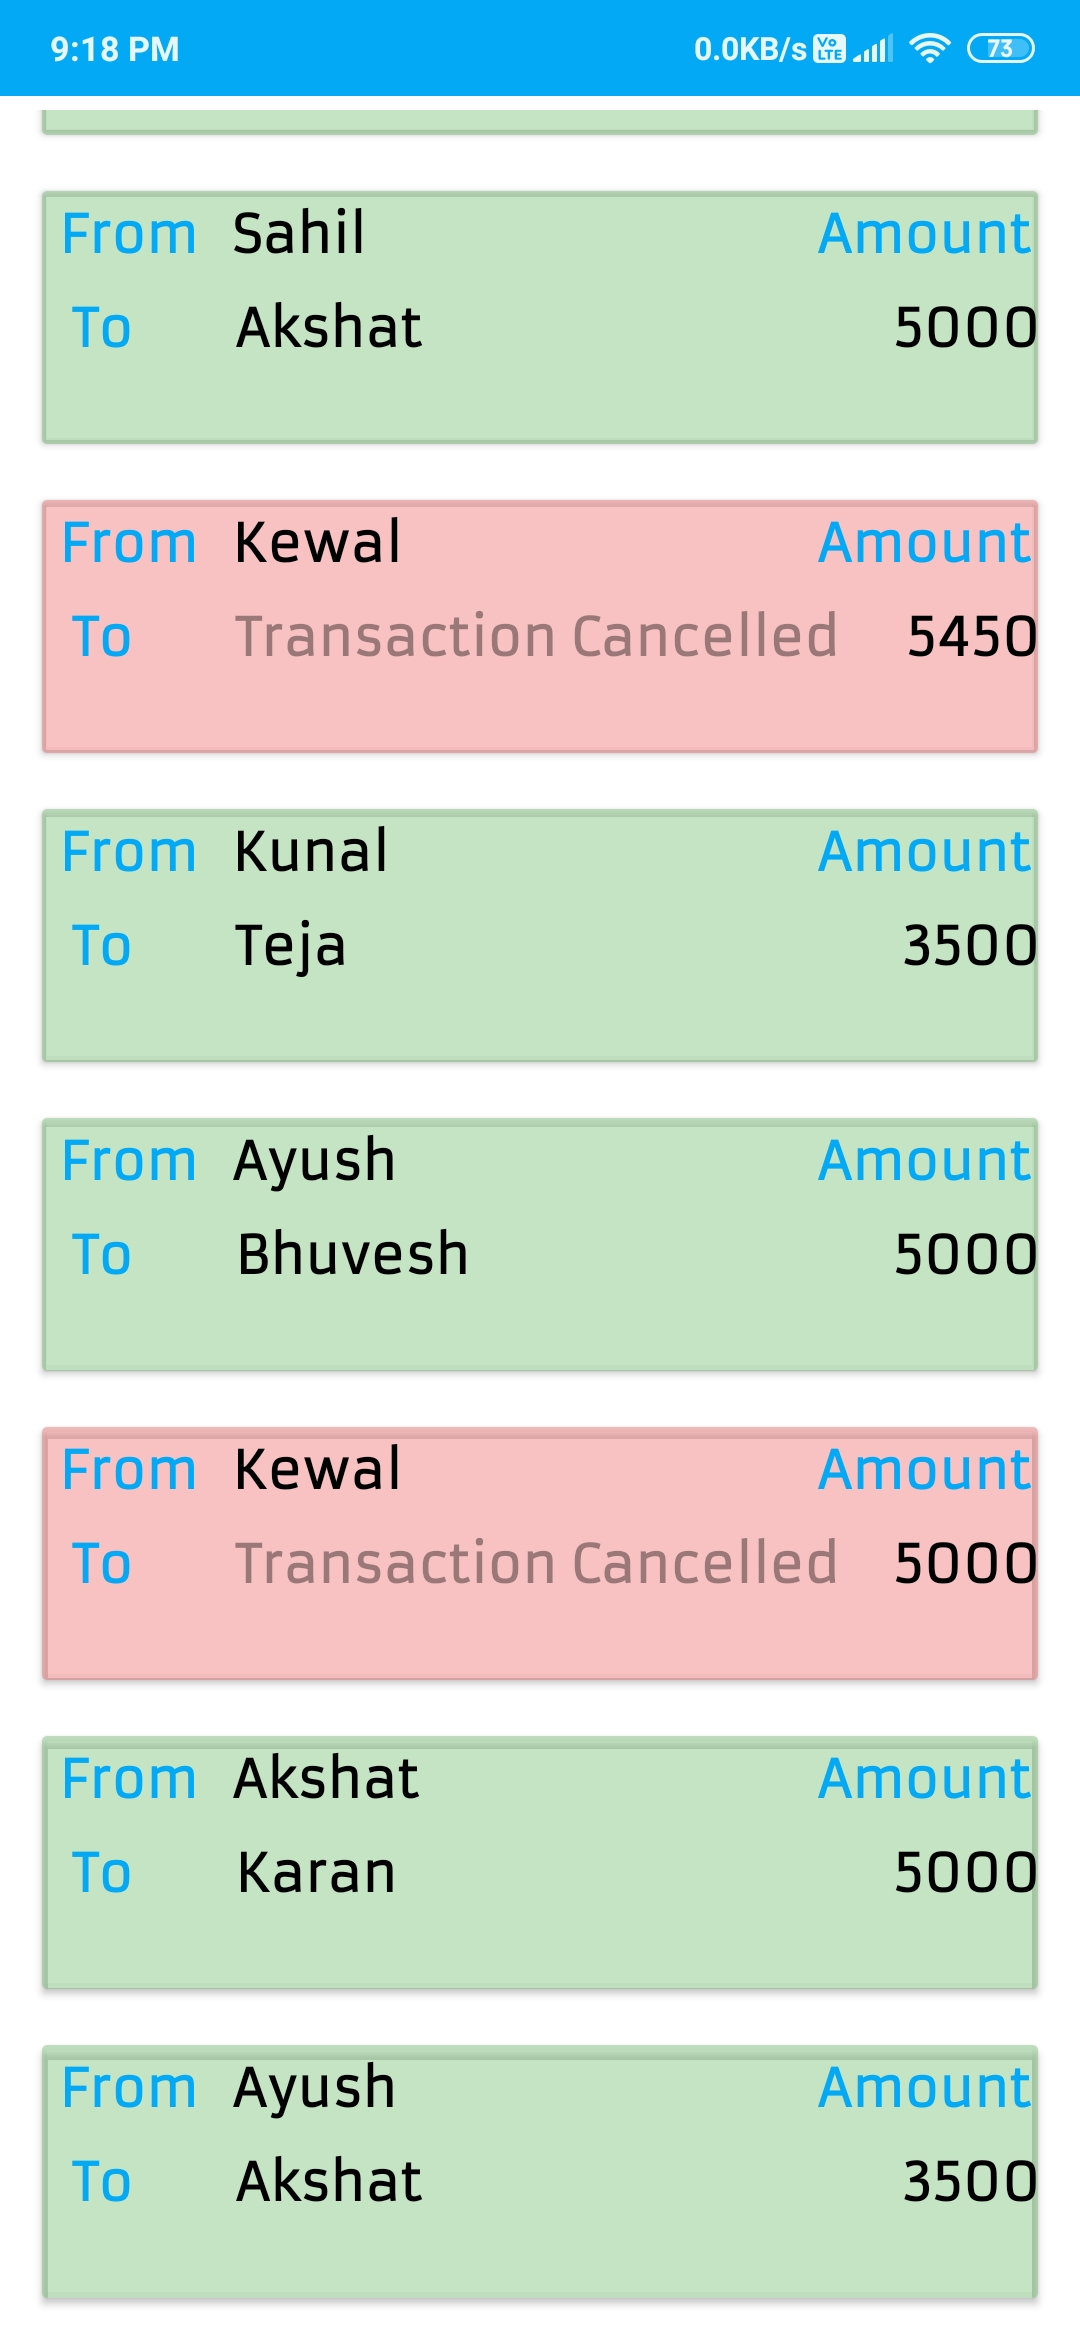 9:18 PM 0.0KB/s Vo LTE 73
From Sahil Amount
To Akshat 5000
From Kewal Amount
To Transaction Cancelled 5450
From Kunal Amount
To Teja 3500
From Ayush Amount
To Bhuvesh 5000
From Kewal Amount
To Transaction Cancelled 5000
From Akshat Amount
To Karan 5000
From Ayush Amount
To Akshat 3500